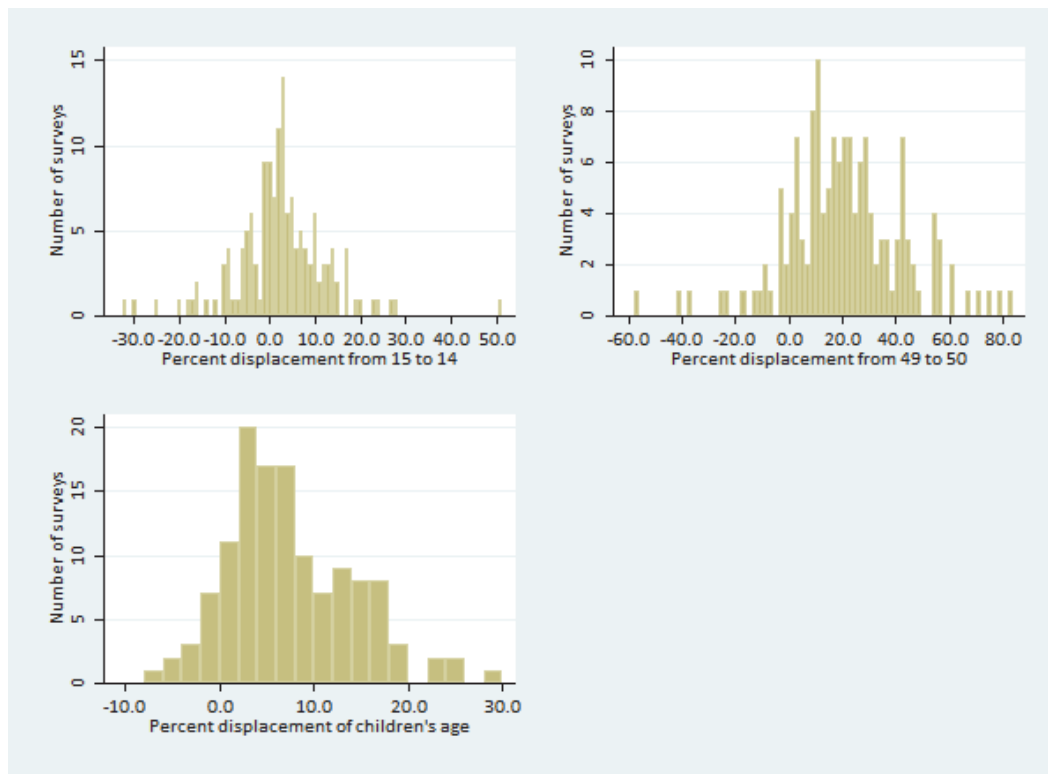 15
10
5
0
Number of surveys
-30.0 -20.0 -10.0 0.0 10.0 20.0 30.0 40.0 50.0
Percent displacement from 15 to 14
10
8
6
4
2
0
Number of surveys
-60.0 -40.0 -20.0 0.0 20.0 40.0 60.0 80.0
Percent displacement from 49 to 50
20
15
10
5
0
Number of surveys
-10.0 0.0 10.0 20.0 30.0
Percent displacement of children's age